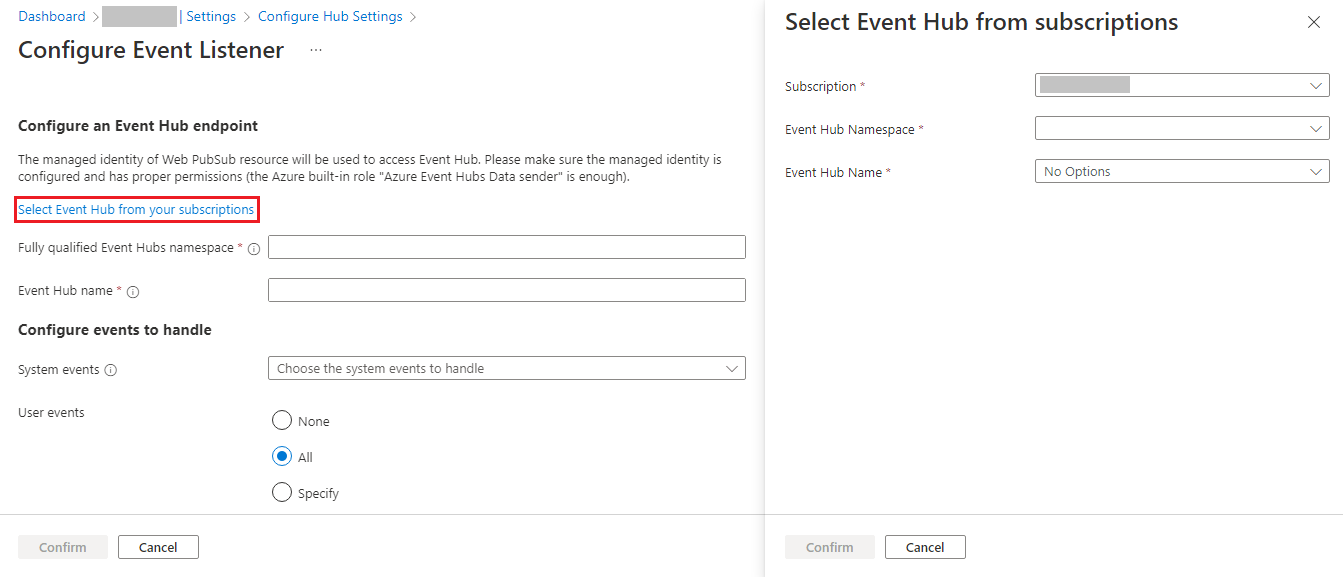 Dashboard > | Settings > Configure Hub Settings >
Configure Event Listener ...
Configure an Event Hub endpoint
The managed identity of Web PubSub resource will be used to access Event Hub. Please make sure the managed identity is
configured and has proper permissions (the Azure built-in role "Azure Event Hubs Data sender" is enough).
Select Event Hub from your subscriptions
Fully qualified Event Hubs namespace *
Event Hub name *
Configure events to handle
System events
Choose the system events to handle
User events
None
All
Specify
Confirm
Cancel
Select Event Hub from subscriptions
Subscription *
Event Hub Namespace *
Event Hub Name *
No Options
Confirm
Cancel